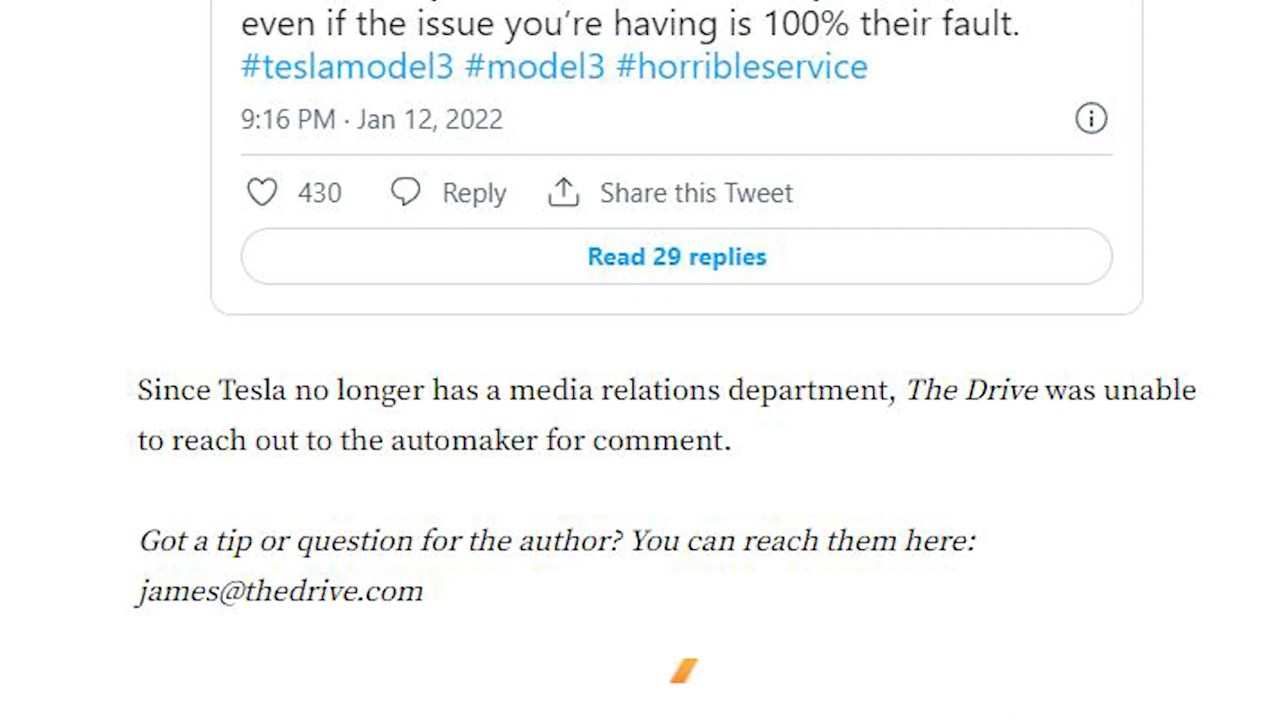 even if the issue you’re having is 100% their fault.
#teslamodel3 #model3 #horribleservice
9:16 PM · Jan 12, 2022
430 Reply Share this Tweet
Read 29 replies
Since Tesla no longer has a media relations department, The Drive was unable
to reach out to the automaker for comment.
Got a tip or question for the author? You can reach them here:
james@thedrive.com